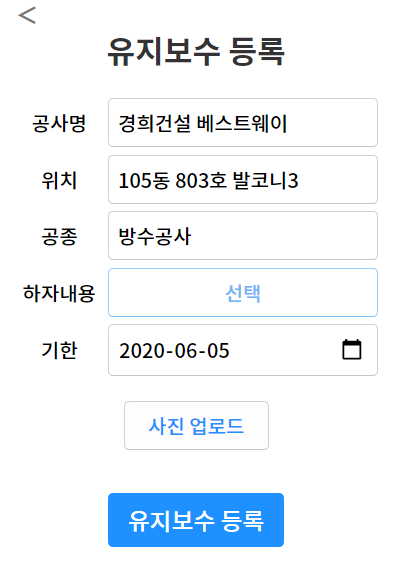 <
유지보수 등록
공사명 경희건설 베스트웨이
위치 105동 803호 발코니3
공종 방수공사
하자내용 선택
기한 2020-06-05
사진 업로드
유지보수 등록